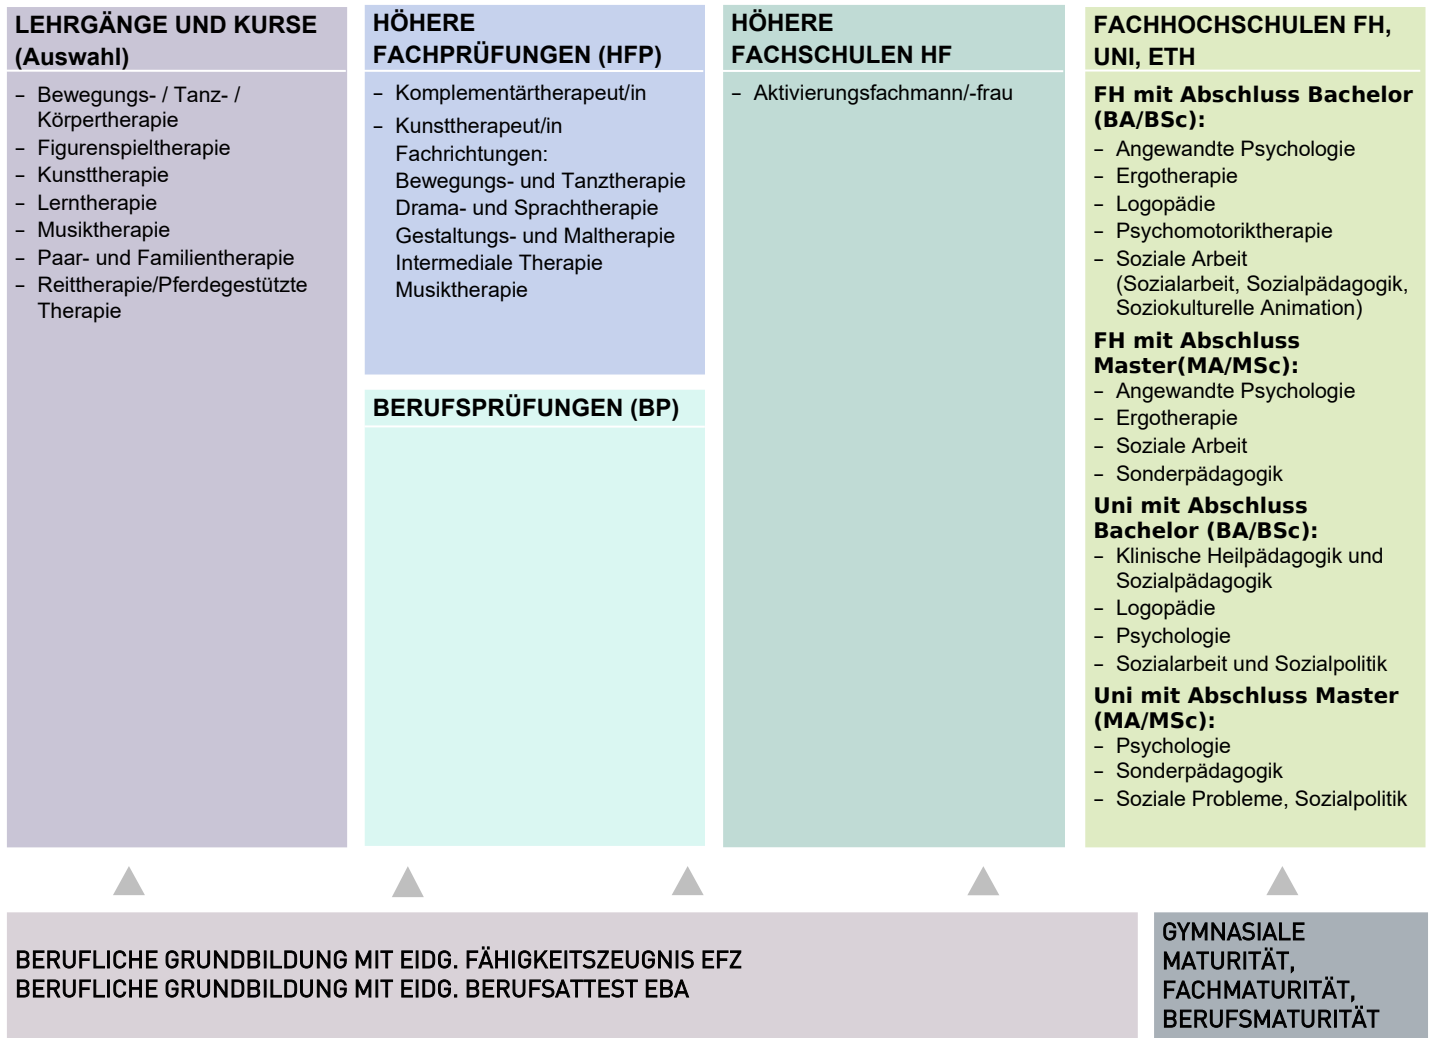 LEHRGÄNGE UND KURSE
(Auswahl)
– Bewegungs- / Tanz- /
Körpertherapie
– Figurenspieltherapie
– Kunsttherapie
– Lerntherapie
– Musiktherapie
– Paar- und Familientherapie
– Reittherapie/Pferdegestützte
Therapie
HÖHERE
FACHPRÜFUNGEN (HFP)
– Komplementärtherapeut/in
– Kunsttherapeut/in
Fachrichtungen:
Bewegungs- und Tanztherapie
Drama- und Sprachtherapie
Gestaltungs- und Maltherapie
Intermediale Therapie
Musiktherapie
BERUFSPRÜFUNGEN (BP)
HÖHERE
FACHSCHULEN HF
– Aktivierungsfachmann/-frau
FACHHOCHSCHULEN FH,
UNI, ETH
FH mit Abschluss Bachelor
(BA/BSc):
– Angewandte Psychologie
– Ergotherapie
– Logopädie
– Psychomotoriktherapie
– Soziale Arbeit
(Sozialarbeit, Sozialpädagogik,
Soziokulturelle Animation)
FH mit Abschluss
Master(MA/MSc):
– Angewandte Psychologie
– Ergotherapie
– Soziale Arbeit
– Sonderpädagogik
Uni mit Abschluss
Bachelor (BA/BSc):
– Klinische Heilpädagogik und
Sozialpädagogik
– Logopädie
– Psychologie
– Sozialarbeit und Sozialpolitik
Uni mit Abschluss Master
(MA/MSc):
– Psychologie
– Sonderpädagogik
– Soziale Probleme, Sozialpolitik
BERUFLICHE GRUNDBILDUNG MIT EIDG. FÄHIGKEITSZEUGNIS EFZ
BERUFLICHE GRUNDBILDUNG MIT EIDG. BERUFSATTEST EBA
GYMNASIALE
MATURITÄT,
FACHMATURITÄT,
BERUFSMATURITÄT